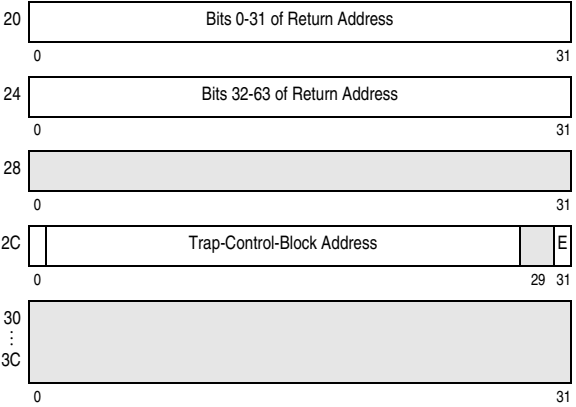 20 Bits 0-31 of Return Address
0 31
24 Bits 32-63 of Return Address
0 31
28
0 31
2C Trap-Control-Block Address E
0 29 31
30
⋮
3C
0 31